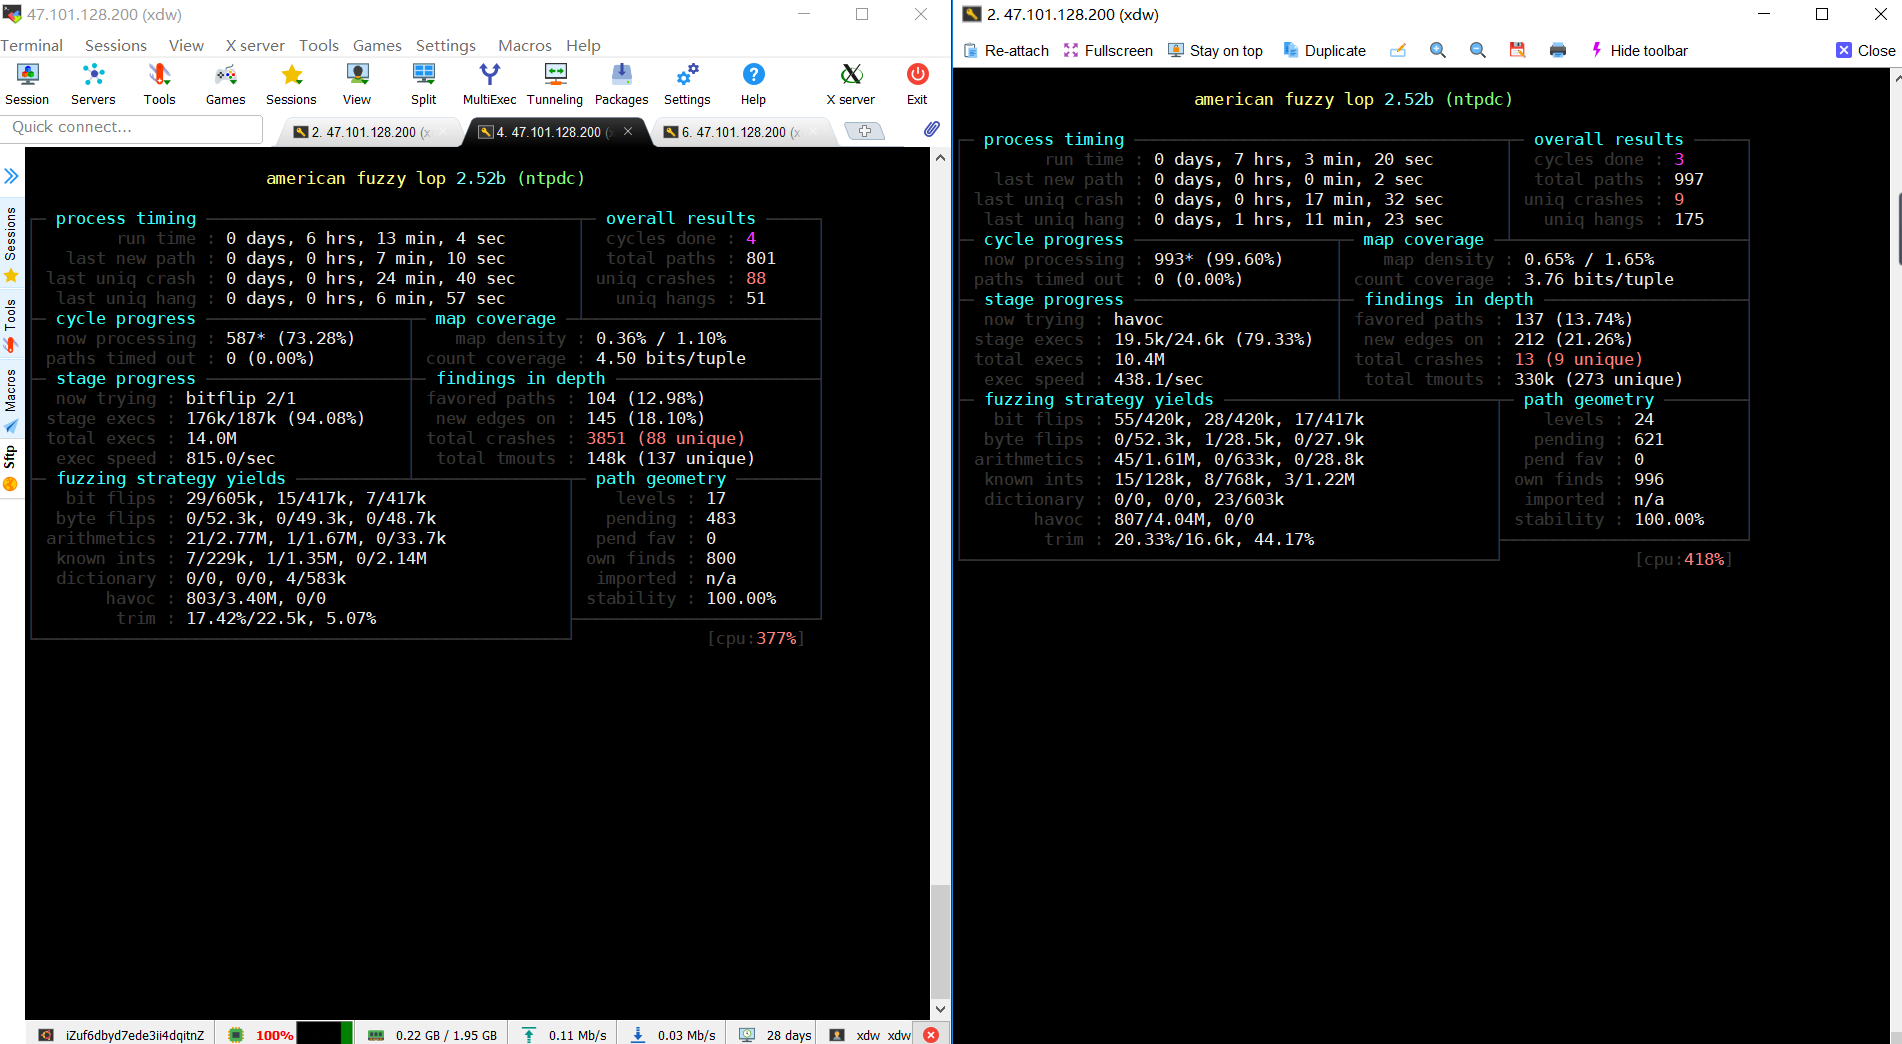 47.101.128.200 (xdw)
Terminal Sessions View X server Tools Games Settings Macros Help
Session Servers Tools Games Sessions View Split MultiExec Tunneling Packages Settings Help X server Exit
Quick connect...
2. 47.101.128.200 (x
4. 47.101.128.200 (
6. 47.101.128.200 (x
Sessions
Tools
Macros
Sftp
american fuzzy lop 2.52b (ntpdc)
process timing overall results
run time : 0 days, 6 hrs, 13 min, 4 sec cycles done : 4
last new path : 0 days, 0 hrs, 7 min, 10 sec total paths : 801
last uniq crash : 0 days, 0 hrs, 24 min, 40 sec uniq crashes : 88
last uniq hang : 0 days, 0 hrs, 6 min, 57 sec uniq hangs : 51
cycle progress map coverage
now processing : 587* (73.28%) map density : 0.36% / 1.10%
paths timed out : 0 (0.00%) count coverage : 4.50 bits/tuple
stage progress findings in depth
now trying : bitflip 2/1 favored paths : 104 (12.98%)
stage execs : 176k/187k (94.08%) new edges on : 145 (18.10%)
total execs : 14.0M total crashes : 3851 (88 unique)
exec speed : 815.0/sec total tmouts : 148k (137 unique)
fuzzing strategy yields path geometry
bit flips : 29/605k, 15/417k, 7/417k levels : 17
byte flips : 0/52.3k, 0/49.3k, 0/48.7k pending : 483
arithmetics : 21/2.77M, 1/1.67M, 0/33.7k pend fav : 0
known ints : 7/229k, 1/1.35M, 0/2.14M own finds : 800
dictionary : 0/0, 0/0, 4/583k imported : n/a
havoc : 803/3.40M, 0/0 stability : 100.00%
trim : 17.42%/22.5k, 5.07%
[cpu:377%]
iZuf6dbyd7ede3ii4dqitnZ 100% 0.22 GB / 1.95 GB 0.11 Mb/s 0.03 Mb/s 28 days xdw xdw
2. 47.101.128.200 (xdw)
Re-attach Fullscreen Stay on top Duplicate Hide toolbar Close
american fuzzy lop 2.52b (ntpdc)
process timing overall results
run time : 0 days, 7 hrs, 3 min, 20 sec cycles done : 3
last new path : 0 days, 0 hrs, 0 min, 2 sec total paths : 997
last uniq crash : 0 days, 0 hrs, 17 min, 32 sec uniq crashes : 9
last uniq hang : 0 days, 1 hrs, 11 min, 23 sec uniq hangs : 175
cycle progress map coverage
now processing : 993* (99.60%) map density : 0.65% / 1.65%
paths timed out : 0 (0.00%) count coverage : 3.76 bits/tuple
stage progress findings in depth
now trying : havoc favored paths : 137 (13.74%)
stage execs : 19.5k/24.6k (79.33%) new edges on : 212 (21.26%)
total execs : 10.4M total crashes : 13 (9 unique)
exec speed : 438.1/sec total tmouts : 330k (273 unique)
fuzzing strategy yields path geometry
bit flips : 55/420k, 28/420k, 17/417k levels : 24
byte flips : 0/52.3k, 1/28.5k, 0/27.9k pending : 621
arithmetics : 45/1.61M, 0/633k, 0/28.8k pend fav : 0
known ints : 15/128k, 8/768k, 3/1.22M own finds : 996
dictionary : 0/0, 0/0, 23/603k imported : n/a
havoc : 807/4.04M, 0/0 stability : 100.00%
trim : 20.33%/16.6k, 44.17%
[cpu:418%]